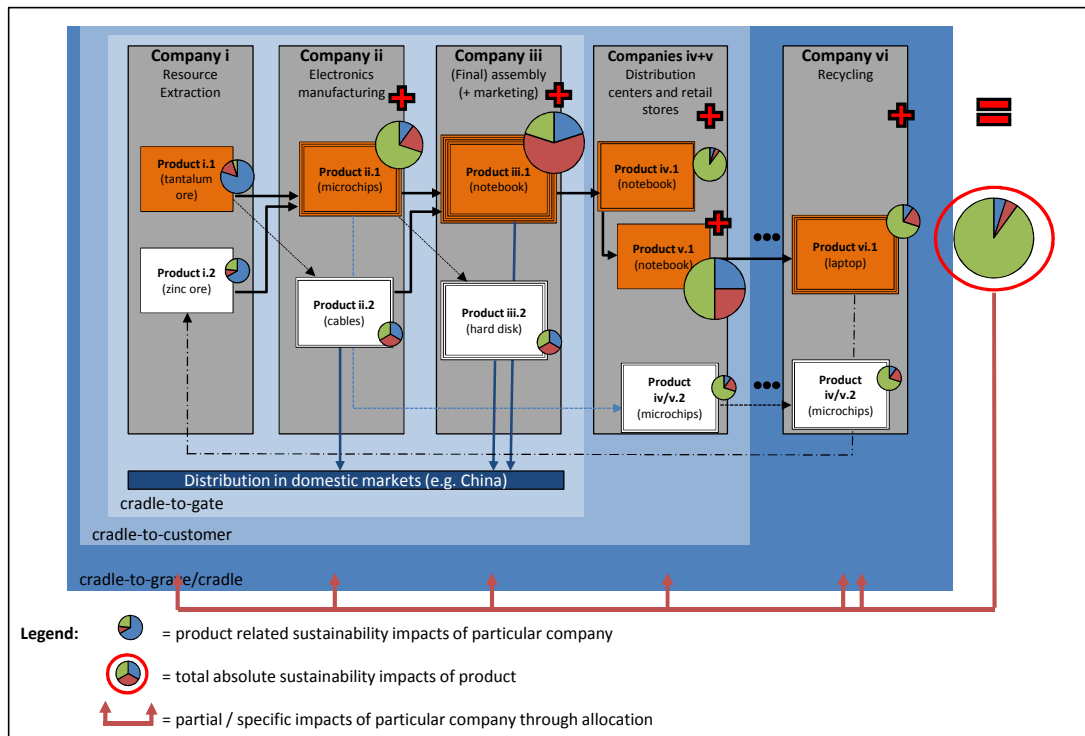 Company i
Resource
Extraction
Company ii
Electronics
manufacturing
Company iii
(Final) assembly
(+ marketing)
Companies iv+v
Distribution
centers and retail
stores
Company vi
Recycling
Product i.1
(tantalum
ore)
Product ii.1
(microchips)
Product iii.1
(notebook)
Product iv.1
(notebook)
Product v.1
(notebook)
Product vi.1
(laptop)
Product i.2
(zinc ore)
Product ii.2
(cables)
Product iii.2
(hard disk)
Product
iv/v.2
(microchips)
Product
iv/v.2
(microchips)
Distribution in domestic markets (e.g. China)
cradle-to-gate
cradle-to-customer
cradle-to-grave/cradle
Legend:
= product related sustainability impacts of particular company
= total absolute sustainability impacts of product
= partial / specific impacts of particular company through allocation